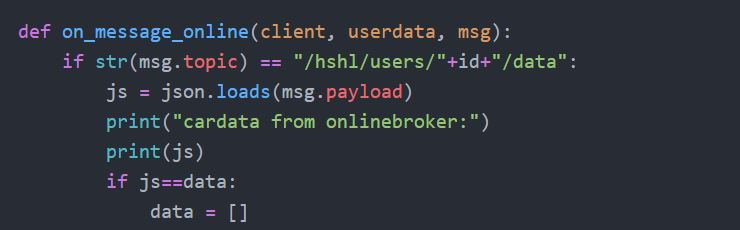 def on_message_online(client, userdata, msg):
    if str(msg.topic) == "/hshl/users/"+id+"/data":
        js = json.loads(msg.payload)
        print("cardata from onlinebroker:")
        print(js)
        if js==data:
            data = []